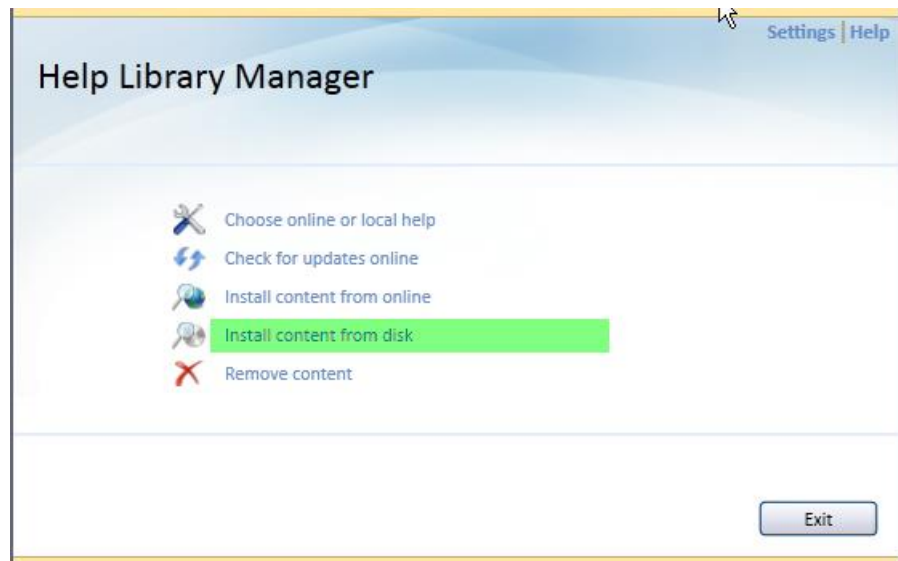 Settings | Help
Help Library Manager
Choose online or local help
Check for updates online
Install content from online
Install content from disk
Remove content
Exit